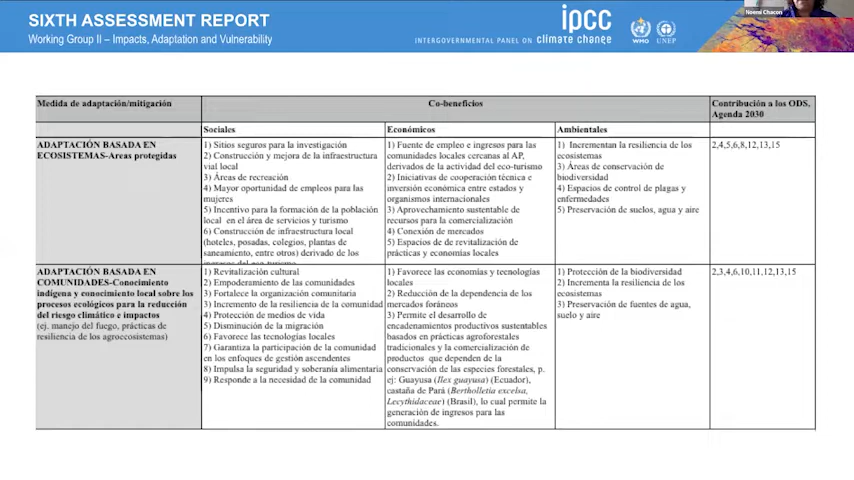 SIXTH ASSESSMENT REPORT
Working Group II – Impacts, Adaptation and Vulnerability
INTERGOVERNMENTAL PANEL ON climate change
ipcc
WMO
UNEP
Noemi Chacon
Medida de adaptación/mitigación
Co-beneficios
Contribución a los ODS,
Agenda 2030
Sociales
Económicos
Ambientales
ADAPTACIÓN BASADA EN
ECOSISTEMAS-Areas protegidas
1) Sitios seguros para la investigación
2) Construcción y mejora de la infraestructura
vial local
3) Áreas de recreación
4) Mayor oportunidad de empleos para las
mujeres
5) Incentivo para la formación de la población
local en el área de servicios y turismo
6) Construcción de infraestructura local
(hoteles, posadas, colegios, plantas de
saneamiento, entre otros) derivado de los
ingresos del eco-turismo
1) Fuente de empleo e ingresos para las
comunidades locales cercanas al AP,
derivados de la actividad del eco-turismo
2) Iniciativas de cooperación técnica e
inversión económica entre estados y
organismos internacionales
3) Aprovechamiento sustentable de
recursos para la comercialización
4) Conexión de mercados
5) Espacios de de revitalización de
prácticas y economías locales
1) Incrementan la resiliencia de los
ecosistemas
3) Áreas de conservación de
biodiversidad
4) Espacios de control de plagas y
enfermedades
5) Preservación de suelos, agua y aire
2,4,5,6,8,12,13,15
ADAPTACIÓN BASADA EN
COMUNIDADES-Conocimiento
indígena y conocimiento local sobre los
procesos ecológicos para la reducción
del riesgo climático e impactos
(ej. manejo del fuego, prácticas de
resiliencia de los agroecosistemas)
1) Revitalización cultural
2) Empoderamiento de las comunidades
3) Fortalece la organización comunitaria
3) Incremento de la resiliencia de la comunidad
4) Protección de medios de vida
5) Disminución de la migración
6) Favorece las tecnologías locales
7) Garantiza la participación de la comunidad
en los enfoques de gestión ascendentes
8) Impulsa la seguridad y soberanía alimentaria
9) Responde a la necesidad de la comunidad
1) Favorece las economías y tecnologías
locales
2) Reducción de la dependencia de los
mercados foráneos
3) Permite el desarrollo de
encadenamientos productivos sustentables
basados en prácticas agroforestales
tradicionales y la comercialización de
productos que dependen de la
conservación de las especies forestales, p.
ej: Guayusa (Ilex guayusa) (Ecuador),
castaña de Pará (Bertholletia excelsa,
Lecythidaceae) (Brasil), lo cual permite la
generación de ingresos para las
comunidades.
1) Protección de la biodiversidad
2) Incrementa la resiliencia de los
ecosistemas
3) Preservación de fuentes de agua,
suelo y aire
2,3,4,6,10,11,12,13,15